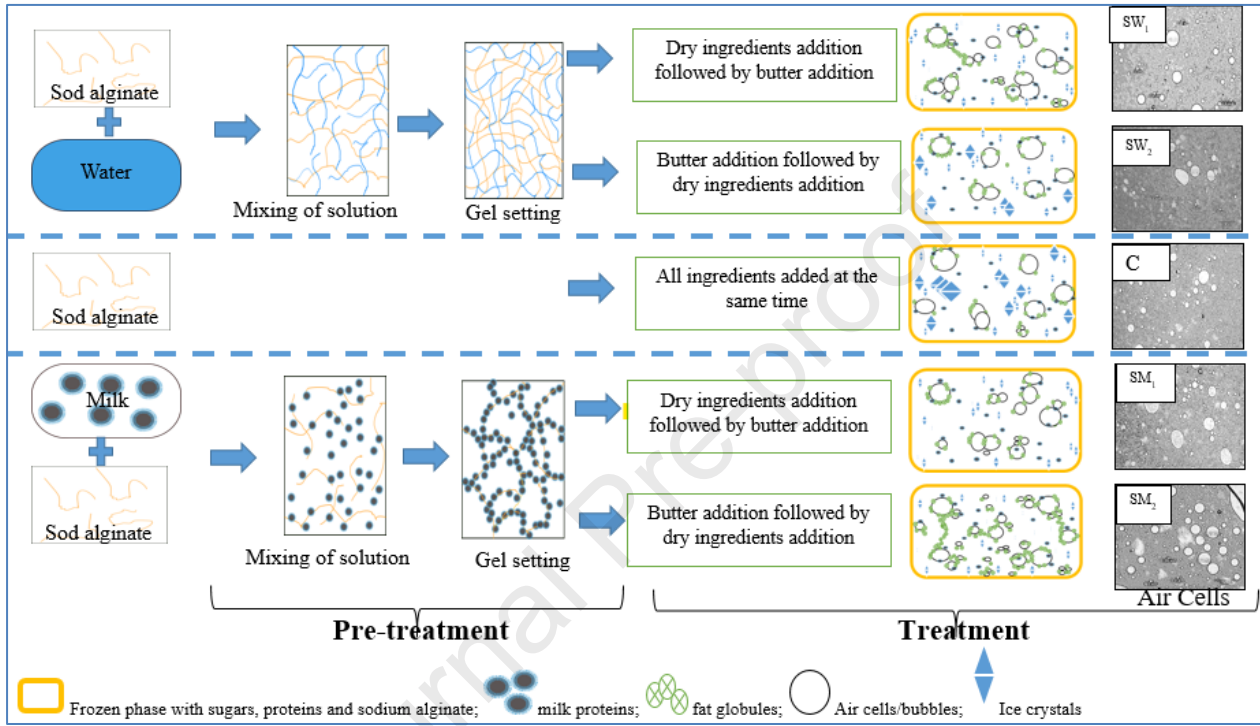 Sod alginate
Water
Mixing of solution
Gel setting
Dry ingredients addition
followed by butter addition
SW1
Butter addition followed by
dry ingredients addition
SW2
Sod alginate
All ingredients added at the
same time
C
Milk
Sod alginate
Mixing of solution
Gel setting
Dry ingredients addition
followed by butter addition
SM1
Butter addition followed by
dry ingredients addition
SM2
Air Cells
Pre-treatment
Treatment
Frozen phase with sugars, proteins and sodium alginate; milk proteins; fat globules; Air cells/bubbles; Ice crystals
rnal Pre-proof